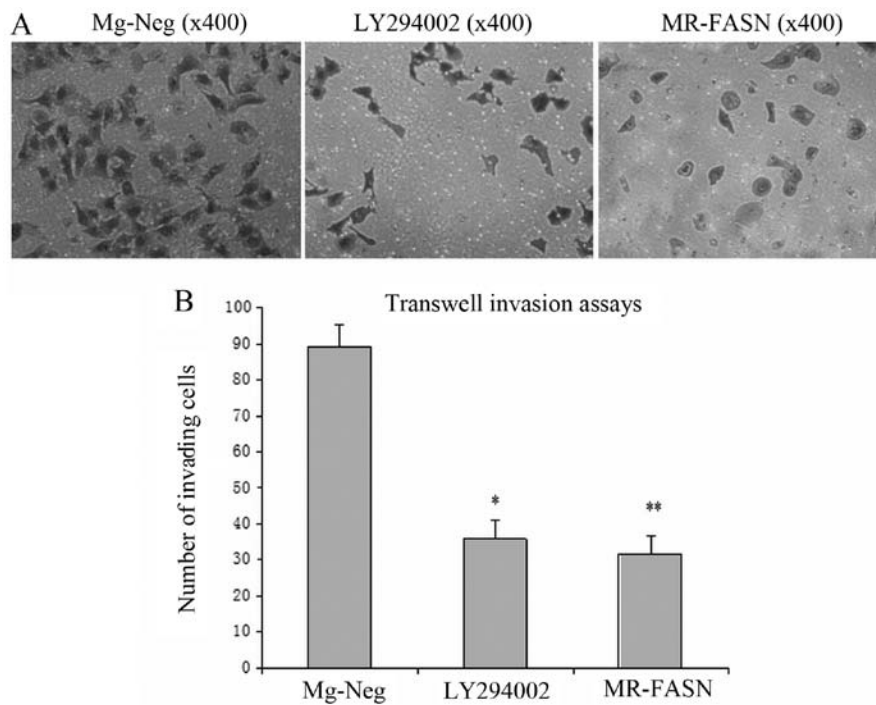 A
Mg-Neg (x400) LY294002 (x400) MR-FASN (x400)
B
Transwell invasion assays
Number of invading cells
100
90
80
70
60
50
40
30
20
10
0
*
**
Mg-Neg LY294002 MR-FASN